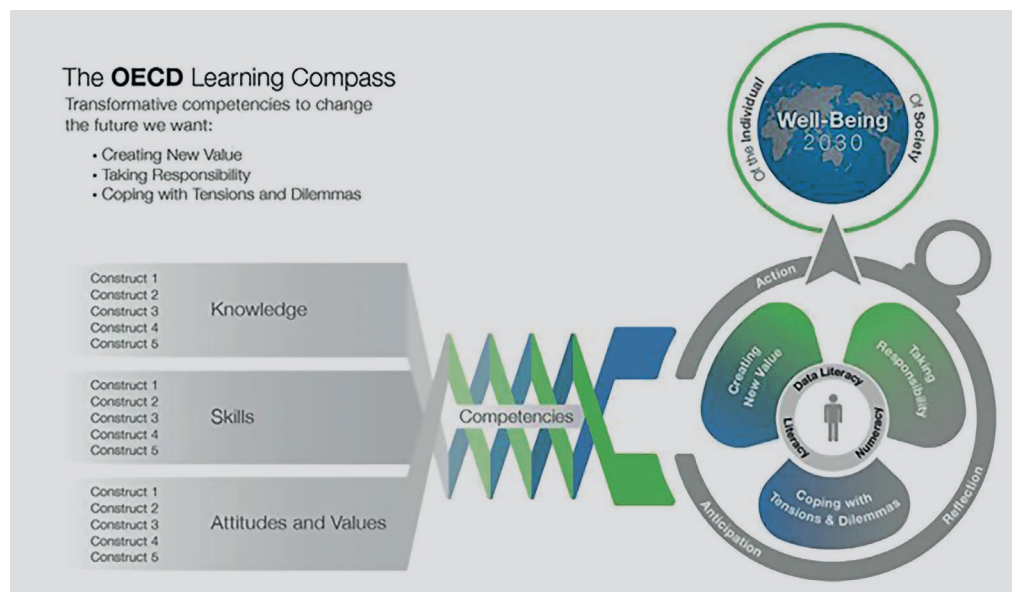 The OECD Learning Compass
Transformative competencies to change
the future we want:
• Creating New Value
• Taking Responsibility
• Coping with Tensions and Dilemmas
Construct 1
Construct 2
Construct 3
Construct 4
Construct 5
Knowledge
Construct 1
Construct 2
Construct 3
Construct 4
Construct 5
Skills
Construct 1
Construct 2
Construct 3
Construct 4
Construct 5
Attitudes and Values
Competencies
Of the Individual
Well-Being
2030
Of Society
Action
Creating
New Value
Taking
Responsibility
Data Literacy
Literacy
Numeracy
Coping with
Tensions & Dilemmas
Anticipation
Reflection